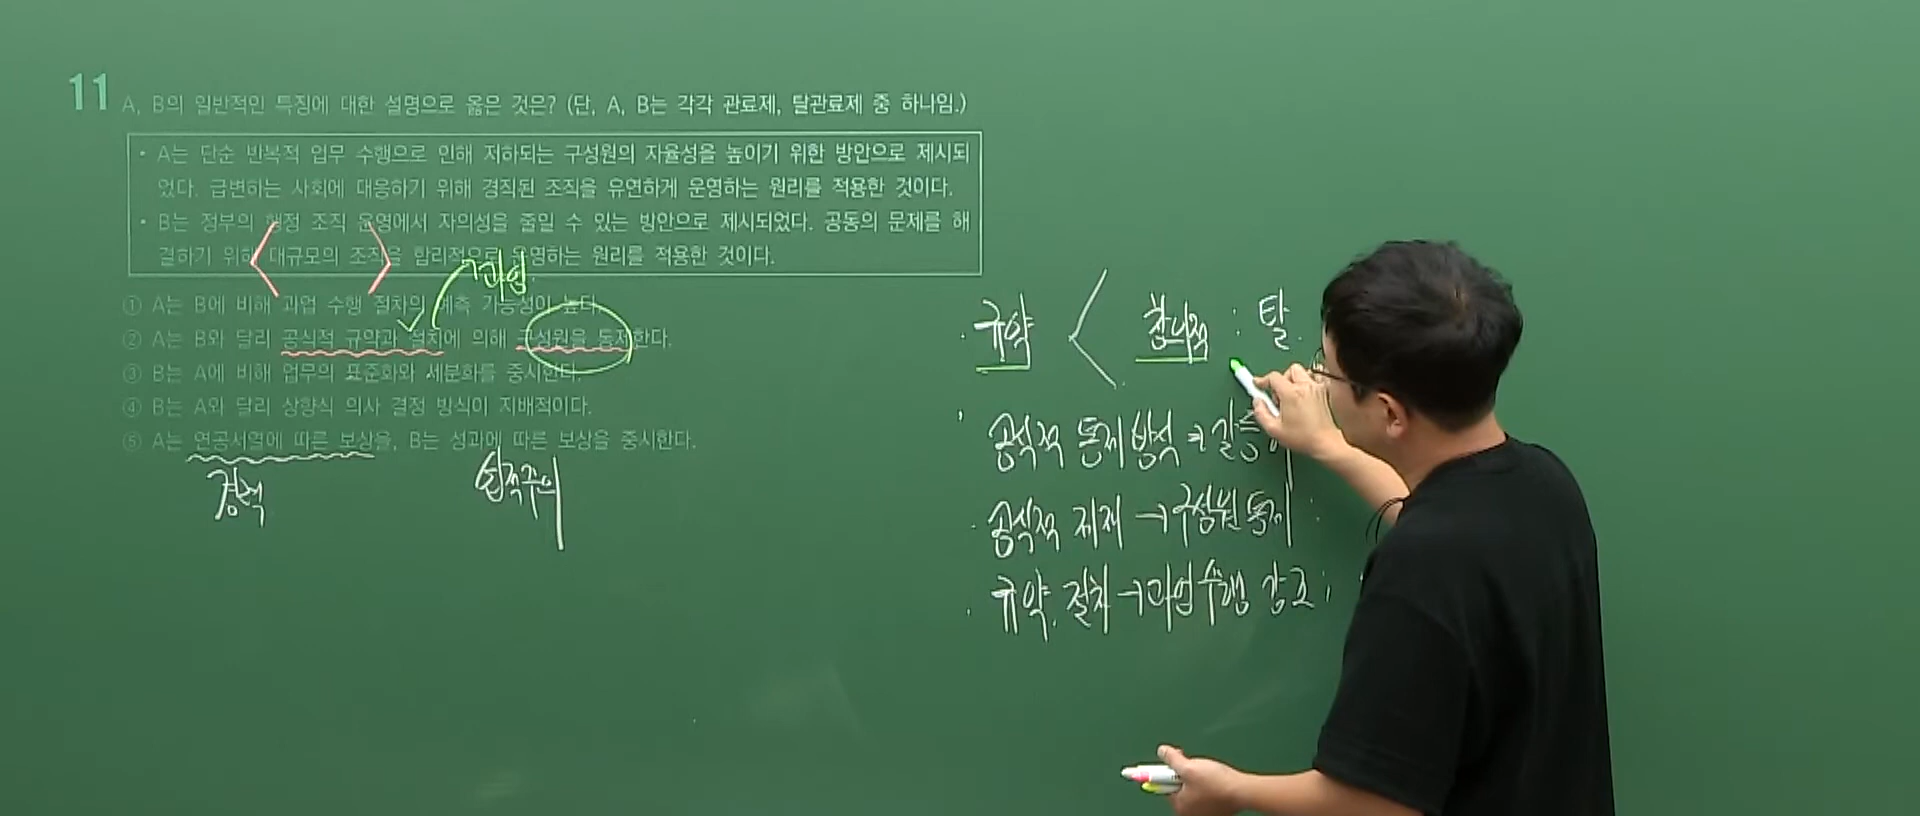 11 A, B의 일반적인 특징에 대한 설명으로 옳은 것은? (단, A, B는 각각 관료제, 탈관료제 중 하나임.)
• A는 단순 반복적 업무 수행으로 인해 저하되는 구성원의 자율성을 높이기 위한 방안으로 제시되
었다. 급변하는 사회에 대응하기 위해 경직된 조직을 유연하게 운영하는 원리를 적용한 것이다.
• B는 정부의 행정 조직 운영에서 자의성을 줄일 수 있는 방안으로 제시되었다. 공동의 문제를 해
결하기 위해 대규모의 조직을 합리적으로 운영하는 원리를 적용한 것이다.
과업
① A는 B에 비해 과업 수행 절차의 예측 가능성이 높다.
② A는 B와 달리 공식적 규약과 절차에 의해 구성원을 통제한다.
③ B는 A에 비해 업무의 표준화와 세분화를 중시한다.
④ B는 A와 달리 상향식 의사 결정 방식이 지배적이다.
⑤ A는 연공서열에 따른 보상을, B는 성과에 따른 보상을 중시한다.
경력
규약 < : 탈
공식적 통제 방식 ⇒
공식적 제재 → 구성원 통제 :
규약. 절차 → 과업 수행 강조 :